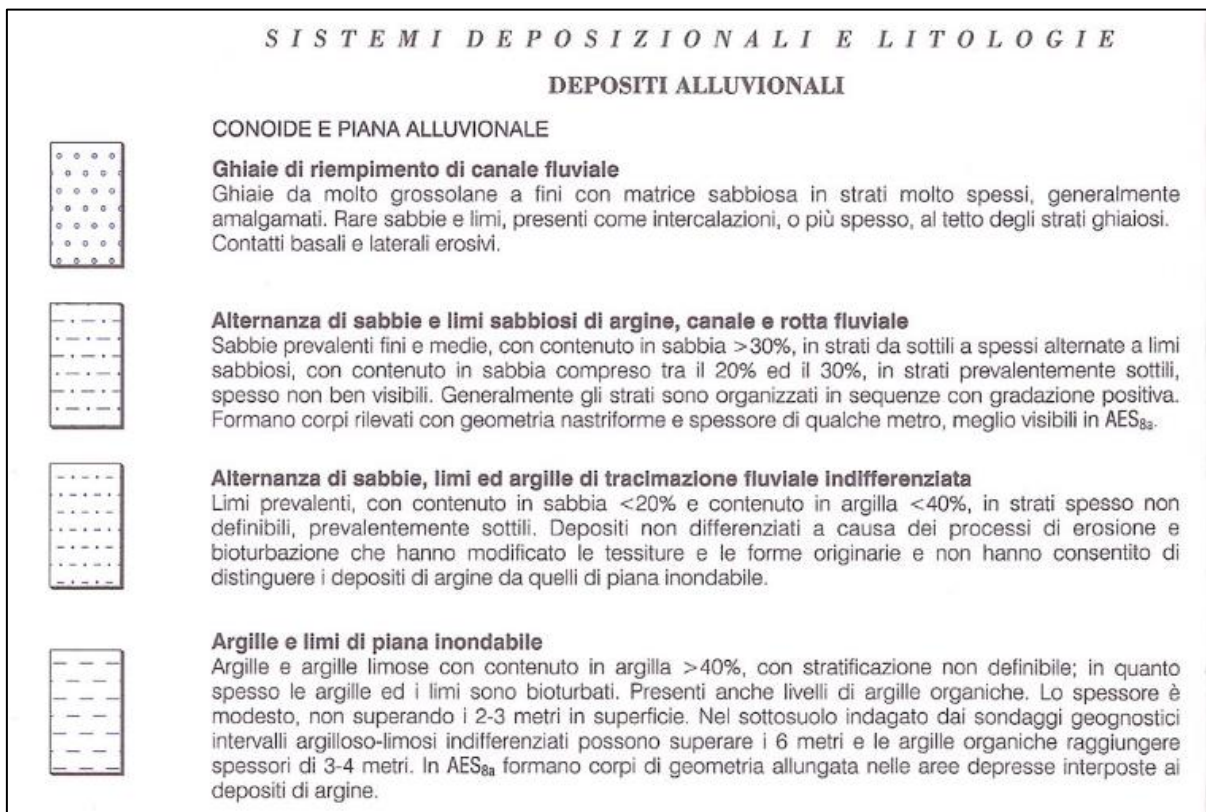 SISTEMI DEPOSIZIONALI E LITOLOGIE
DEPOSITI ALLUVIONALI
CONOIDE E PIANA ALLUVIONALE
Ghiaie di riempimento di canale fluviale
Ghiaie da molto grossolane a fini con matrice sabbiosa in strati molto spessi, generalmente
amalgamati. Rare sabbie e limi, presenti come intercalazioni, o più spesso, al tetto degli strati ghiaiosi.
Contatti basali e laterali erosivi.
Alternanza di sabbie e limi sabbiosi di argine, canale e rotta fluviale
Sabbie prevalenti fini e medie, con contenuto in sabbia >30%, in strati da sottili a spessi alternate a limi
sabbiosi, con contenuto in sabbia compreso tra il 20% ed il 30%, in strati prevalentemente sottili,
spesso non ben visibili. Generalmente gli strati sono organizzati in sequenze con gradazione positiva.
Formano corpi rilevati con geometria nastriforme e spessore di qualche metro, meglio visibili in AES8a.
Alternanza di sabbie, limi ed argille di tracimazione fluviale indifferenziata
Limi prevalenti, con contenuto in sabbia <20% e contenuto in argilla <40%, in strati spesso non
definibili, prevalentemente sottili. Depositi non differenziati a causa dei processi di erosione e
bioturbazione che hanno modificato le tessiture e le forme originarie e non hanno consentito di
distinguere i depositi di argine da quelli di piana inondabile.
Argille e limi di piana inondabile
Argille e argille limose con contenuto in argilla >40%, con stratificazione non definibile; in quanto
spesso le argille ed i limi sono bioturbati. Presenti anche livelli di argille organiche. Lo spessore è
modesto, non superando i 2-3 metri in superficie. Nel sottosuolo indagato dai sondaggi geognostici
intervalli argilloso-limosi indifferenziati possono superare i 6 metri e le argille organiche raggiungere
spessori di 3-4 metri. In AES8a formano corpi di geometria allungata nelle aree depresse interposte ai
depositi di argine.